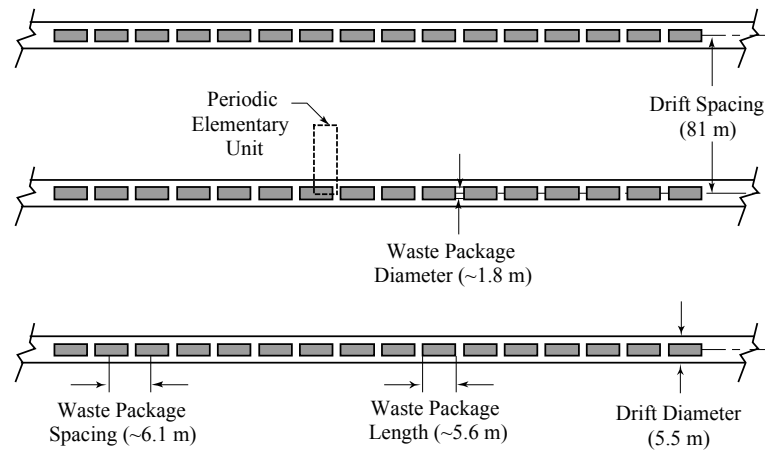 Periodic
Elementary
Unit
Drift Spacing
(81 m)
Waste Package
Diameter (~1.8 m)
Waste Package
Spacing (~6.1 m)
Waste Package
Length (~5.6 m)
Drift Diameter
(5.5 m)